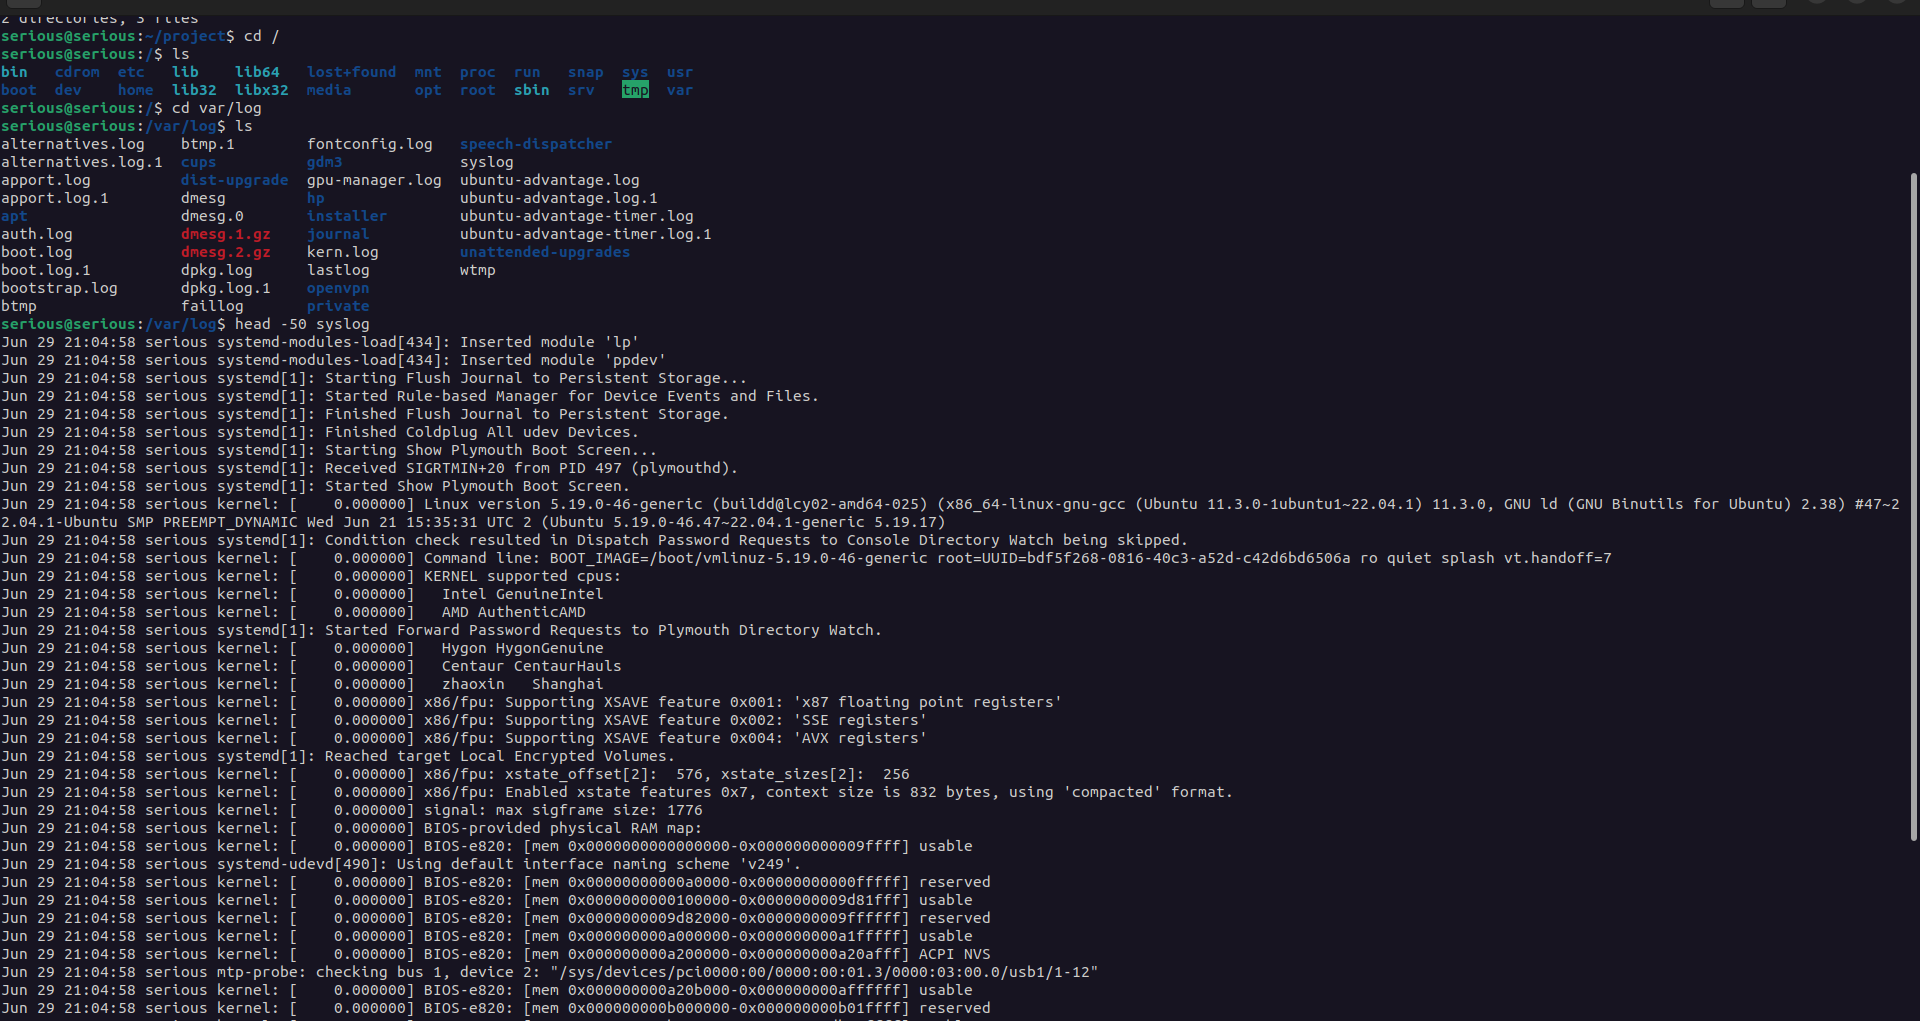 2 directories, 3 files
serious@serious:~/project$ cd /
serious@serious:/$ ls
bin   cdrom  etc   lib    lib64   lost+found  mnt  proc  run   snap  sys  usr
boot  dev    home  lib32  libx32  media       opt  root  sbin  srv   tmp  var
serious@serious:/$ cd var/log
serious@serious:/var/log$ ls
alternatives.log    btmp.1        fontconfig.log   speech-dispatcher
alternatives.log.1  cups          gdm3             syslog
apport.log          dist-upgrade  gpu-manager.log  ubuntu-advantage.log
apport.log.1        dmesg         hp               ubuntu-advantage.log.1
apt                 dmesg.0       installer        ubuntu-advantage-timer.log
auth.log            dmesg.1.gz    journal          ubuntu-advantage-timer.log.1
boot.log            dmesg.2.gz    kern.log         unattended-upgrades
boot.log.1          dpkg.log      lastlog          wtmp
bootstrap.log       dpkg.log.1    openvpn
btmp                faillog       private
serious@serious:/var/log$ head -50 syslog
Jun 29 21:04:58 serious systemd-modules-load[434]: Inserted module 'lp'
Jun 29 21:04:58 serious systemd-modules-load[434]: Inserted module 'ppdev'
Jun 29 21:04:58 serious systemd[1]: Starting Flush Journal to Persistent Storage...
Jun 29 21:04:58 serious systemd[1]: Started Rule-based Manager for Device Events and Files.
Jun 29 21:04:58 serious systemd[1]: Finished Flush Journal to Persistent Storage.
Jun 29 21:04:58 serious systemd[1]: Finished Coldplug All udev Devices.
Jun 29 21:04:58 serious systemd[1]: Starting Show Plymouth Boot Screen...
Jun 29 21:04:58 serious systemd[1]: Received SIGRTMIN+20 from PID 497 (plymouthd).
Jun 29 21:04:58 serious systemd[1]: Started Show Plymouth Boot Screen.
Jun 29 21:04:58 serious kernel: [    0.000000] Linux version 5.19.0-46-generic (buildd@lcy02-amd64-025) (x86_64-linux-gnu-gcc (Ubuntu 11.3.0-1ubuntu1~22.04.1) 11.3.0, GNU ld (GNU Binutils for Ubuntu) 2.38) #47~2
2.04.1-Ubuntu SMP PREEMPT_DYNAMIC Wed Jun 21 15:35:31 UTC 2 (Ubuntu 5.19.0-46.47~22.04.1-generic 5.19.17)
Jun 29 21:04:58 serious systemd[1]: Condition check resulted in Dispatch Password Requests to Console Directory Watch being skipped.
Jun 29 21:04:58 serious kernel: [    0.000000] Command line: BOOT_IMAGE=/boot/vmlinuz-5.19.0-46-generic root=UUID=bdf5f268-0816-40c3-a52d-c42d6bd6506a ro quiet splash vt.handoff=7
Jun 29 21:04:58 serious kernel: [    0.000000] KERNEL supported cpus:
Jun 29 21:04:58 serious kernel: [    0.000000]   Intel GenuineIntel
Jun 29 21:04:58 serious kernel: [    0.000000]   AMD AuthenticAMD
Jun 29 21:04:58 serious systemd[1]: Started Forward Password Requests to Plymouth Directory Watch.
Jun 29 21:04:58 serious kernel: [    0.000000]   Hygon HygonGenuine
Jun 29 21:04:58 serious kernel: [    0.000000]   Centaur CentaurHauls
Jun 29 21:04:58 serious kernel: [    0.000000]   zhaoxin   Shanghai
Jun 29 21:04:58 serious kernel: [    0.000000] x86/fpu: Supporting XSAVE feature 0x001: 'x87 floating point registers'
Jun 29 21:04:58 serious kernel: [    0.000000] x86/fpu: Supporting XSAVE feature 0x002: 'SSE registers'
Jun 29 21:04:58 serious kernel: [    0.000000] x86/fpu: Supporting XSAVE feature 0x004: 'AVX registers'
Jun 29 21:04:58 serious systemd[1]: Reached target Local Encrypted Volumes.
Jun 29 21:04:58 serious kernel: [    0.000000] x86/fpu: xstate_offset[2]:  576, xstate_sizes[2]:  256
Jun 29 21:04:58 serious kernel: [    0.000000] x86/fpu: Enabled xstate features 0x7, context size is 832 bytes, using 'compacted' format.
Jun 29 21:04:58 serious kernel: [    0.000000] signal: max sigframe size: 1776
Jun 29 21:04:58 serious kernel: [    0.000000] BIOS-provided physical RAM map:
Jun 29 21:04:58 serious kernel: [    0.000000] BIOS-e820: [mem 0x0000000000000000-0x000000000009ffff] usable
Jun 29 21:04:58 serious systemd-udevd[490]: Using default interface naming scheme 'v249'.
Jun 29 21:04:58 serious kernel: [    0.000000] BIOS-e820: [mem 0x00000000000a0000-0x00000000000fffff] reserved
Jun 29 21:04:58 serious kernel: [    0.000000] BIOS-e820: [mem 0x0000000000100000-0x0000000009d81fff] usable
Jun 29 21:04:58 serious kernel: [    0.000000] BIOS-e820: [mem 0x0000000009d82000-0x0000000009ffffff] reserved
Jun 29 21:04:58 serious kernel: [    0.000000] BIOS-e820: [mem 0x000000000a000000-0x000000000a1fffff] usable
Jun 29 21:04:58 serious kernel: [    0.000000] BIOS-e820: [mem 0x000000000a200000-0x000000000a20afff] ACPI NVS
Jun 29 21:04:58 serious mtp-probe: checking bus 1, device 2: "/sys/devices/pci0000:00/0000:00:01.3/0000:03:00.0/usb1/1-12"
Jun 29 21:04:58 serious kernel: [    0.000000] BIOS-e820: [mem 0x000000000a20b000-0x000000000affffff] usable
Jun 29 21:04:58 serious kernel: [    0.000000] BIOS-e820: [mem 0x000000000b000000-0x000000000b01ffff] reserved